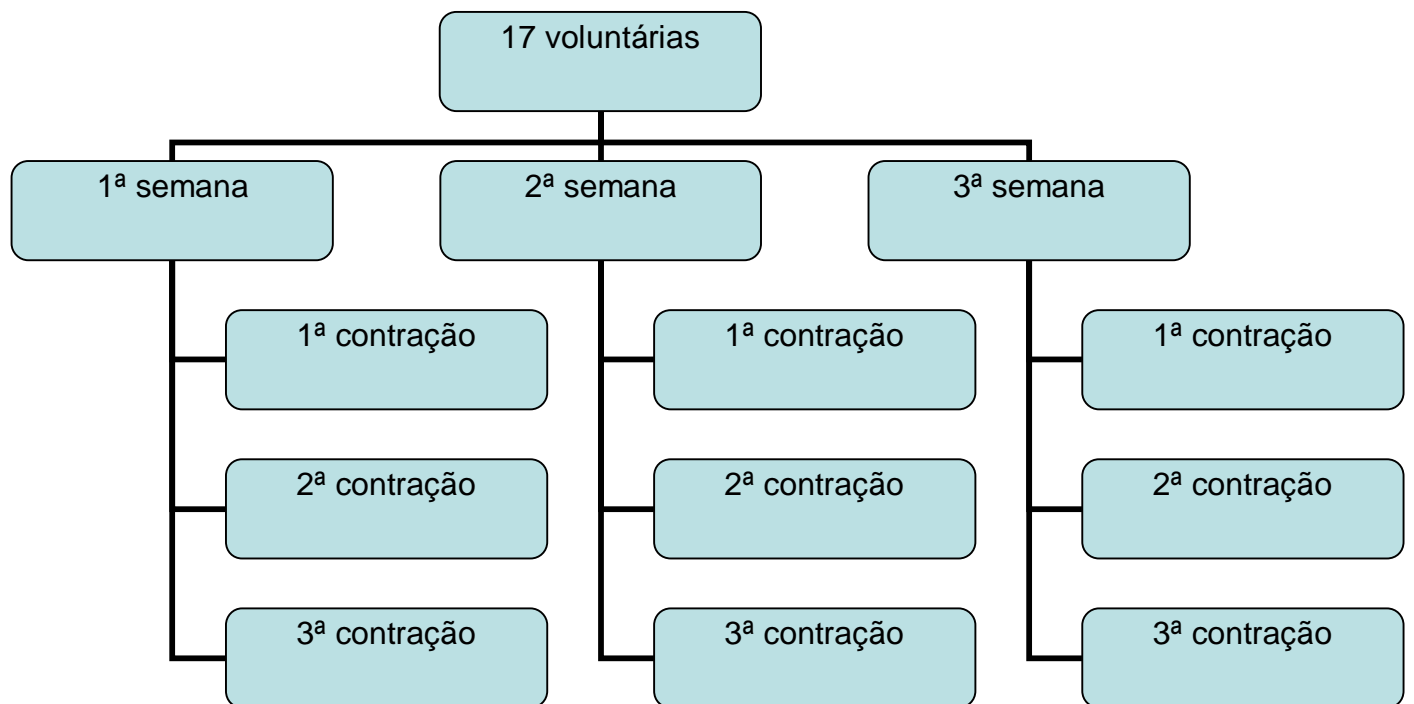 17 voluntárias
1ª semana
2ª semana
3ª semana
1ª contração
1ª contração
1ª contração
2ª contração
2ª contração
2ª contração
3ª contração
3ª contração
3ª contração